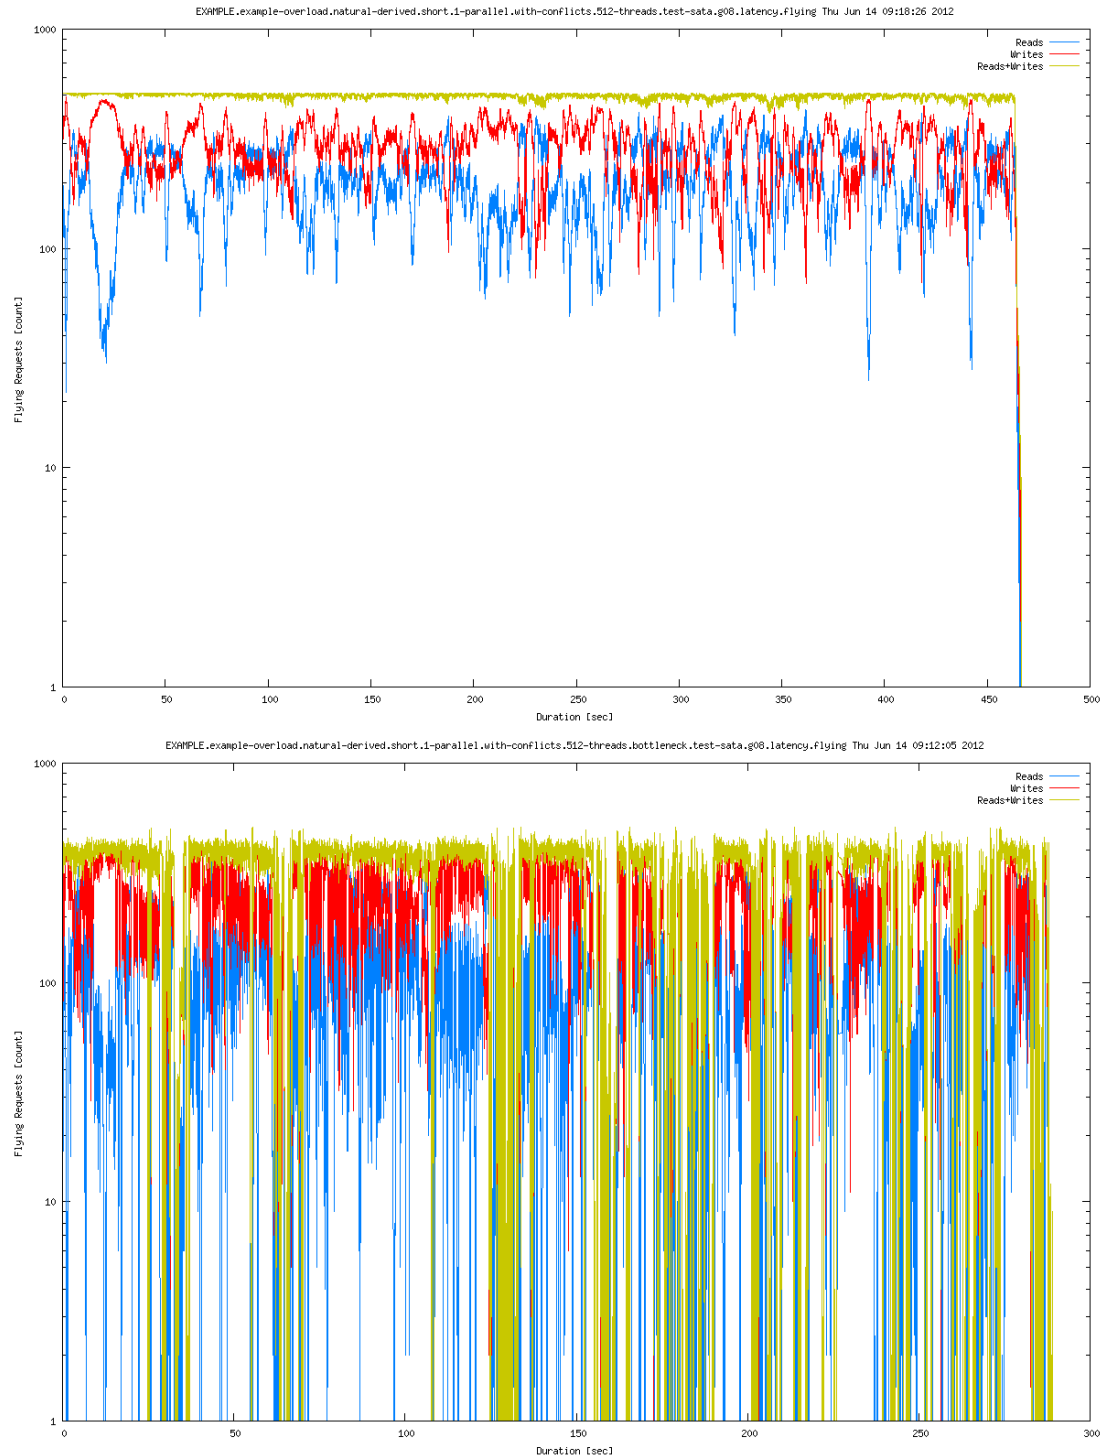 EXAMPLE.example-overload.natural-derived.short.1-parallel.with-conflicts.512-threads.test-sata.g08.latency.flying Thu Jun 14 09:18:26 2012
1000
Reads
Writes
Reads+Writes
100
Flying Requests [count]
10
1
0 50 100 150 200 250 300 350 400 450 500
Duration [sec]
EXAMPLE.example-overload.natural-derived.short.1-parallel.with-conflicts.512-threads.bottleneck.test-sata.g08.latency.flying Thu Jun 14 09:12:05 2012
1000
Reads
Writes
Reads+Writes
100
Flying Requests [count]
10
1
0 50 100 150 200 250 300
Duration [sec]